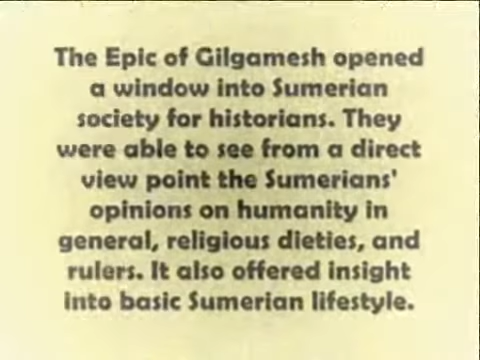 The Epic of Gilgamesh opened
a window into Sumerian
society for historians. They
were able to see from a direct
view point the Sumerians'
opinions on humanity in
general, religious dieties, and
rulers. It also offered insight
into basic Sumerian lifestyle.